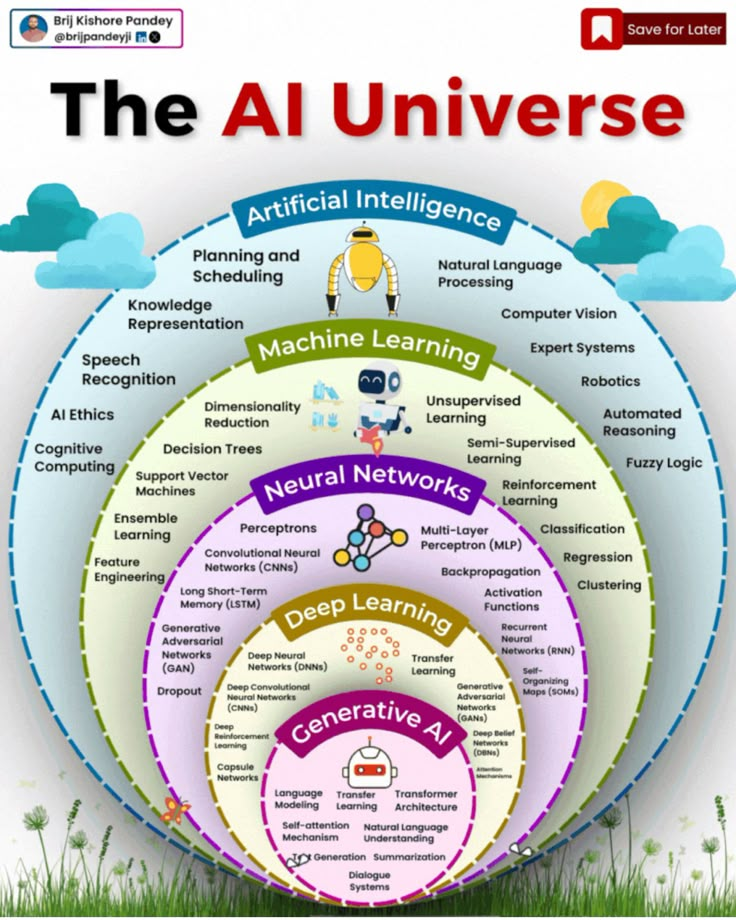 Brij Kishore Pandey
@brijpandeyji in X
Save for Later
The AI Universe
Artificial Intelligence
Planning and
Scheduling
Knowledge
Representation
Speech
Recognition
AI Ethics
Cognitive
Computing
Natural Language
Processing
Computer Vision
Expert Systems
Robotics
Automated
Reasoning
Fuzzy Logic
Machine Learning
Dimensionality
Reduction
Decision Trees
Support Vector
Machines
Ensemble
Learning
Feature
Engineering
Unsupervised
Learning
Semi-Supervised
Learning
Reinforcement
Learning
Classification
Regression
Clustering
Neural Networks
Perceptrons
Convolutional Neural
Networks (CNNs)
Long Short-Term
Memory (LSTM)
Generative
Adversarial
Networks
(GAN)
Dropout
Multi-Layer
Perceptron (MLP)
Backpropagation
Activation
Functions
Recurrent
Neural
Networks (RNN)
Self-
Organizing
Maps (SOMs)
Deep Learning
Deep Neural
Networks (DNNs)
Deep Convolutional
Neural Networks
(CNNs)
Deep
Reinforcement
Learning
Capsule
Networks
Transfer
Learning
Generative
Adversarial
Networks
(GANs)
Deep Belief
Networks
(DBNs)
Attention
Mechanisms
Generative AI
Language
Modeling
Transfer
Learning
Transformer
Architecture
Self-attention
Mechanism
Natural Language
Understanding
Text Generation
Summarization
Dialogue
Systems